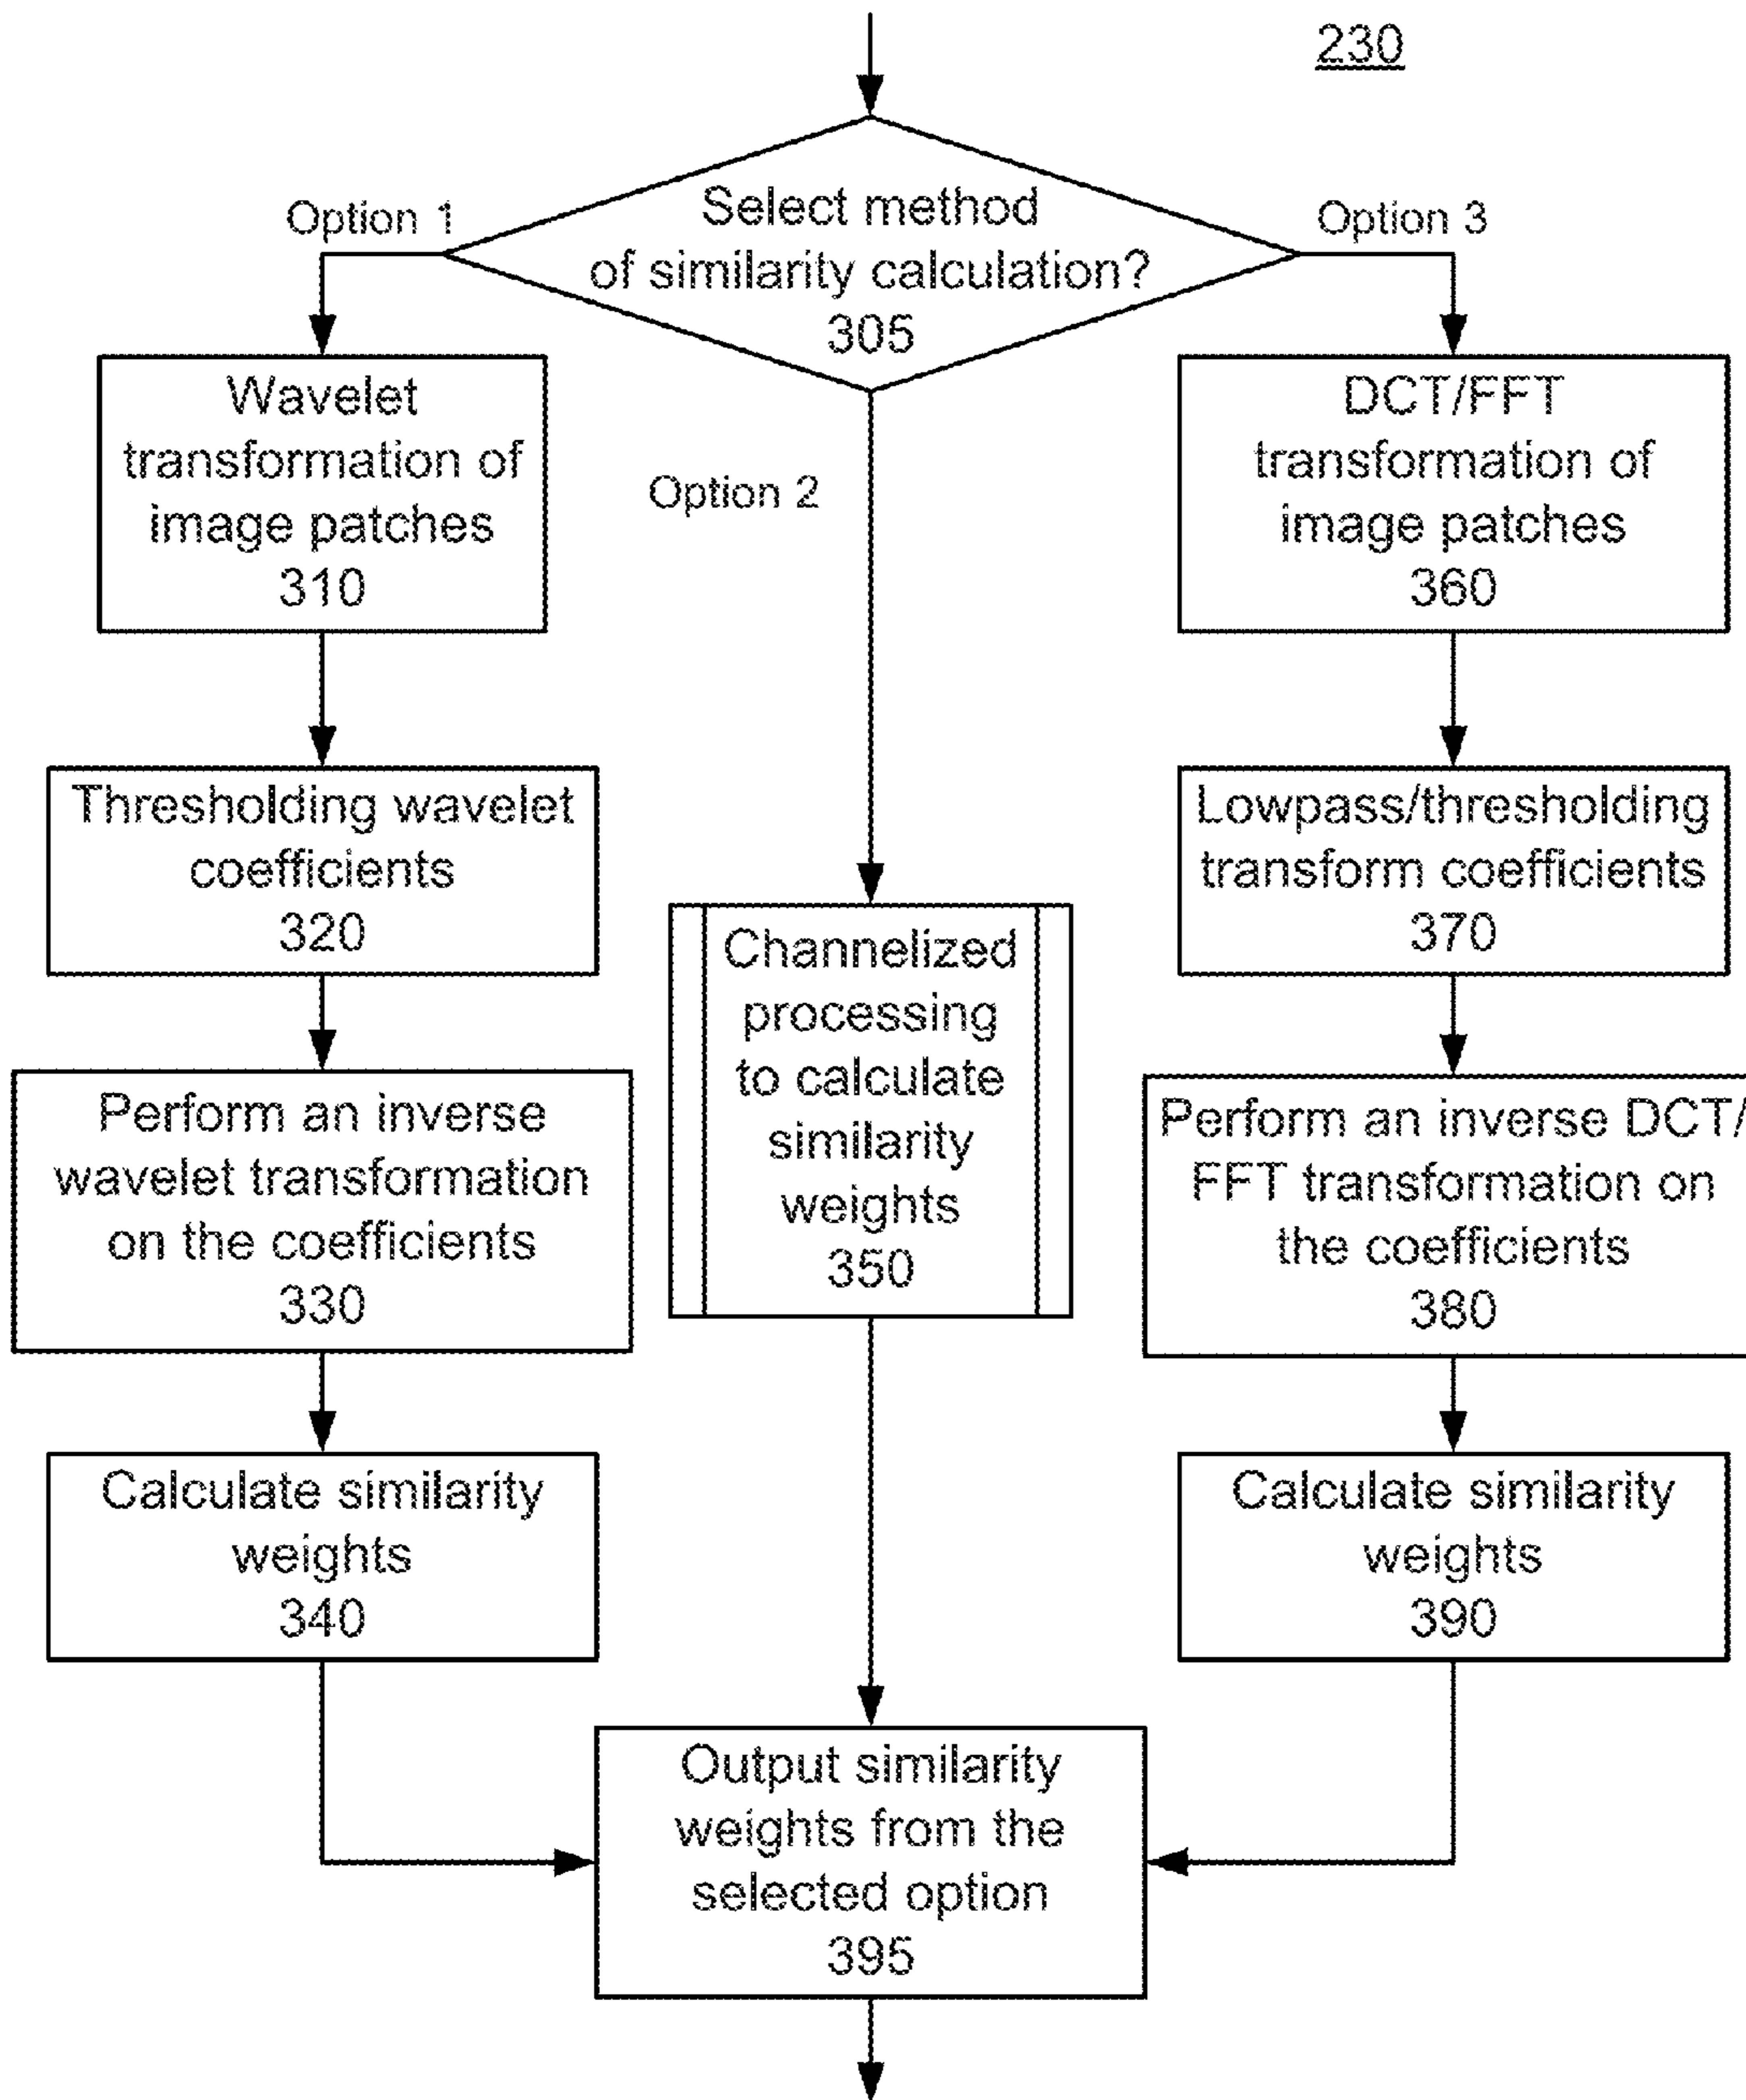 230
Select method
of similarity calculation?
305
Option 1
Option 3
Option 2
Wavelet
transformation of
image patches
310
Thresholding wavelet
coefficients
320
Perform an inverse
wavelet transformation
on the coefficients
330
Calculate similarity
weights
340
Channelized
processing
to calculate
similarity
weights
350
DCT/FFT
transformation of
image patches
360
Lowpass/thresholding
transform coefficients
370
Perform an inverse DCT/
FFT transformation on
the coefficients
380
Calculate similarity
weights
390
Output similarity
weights from the
selected option
395